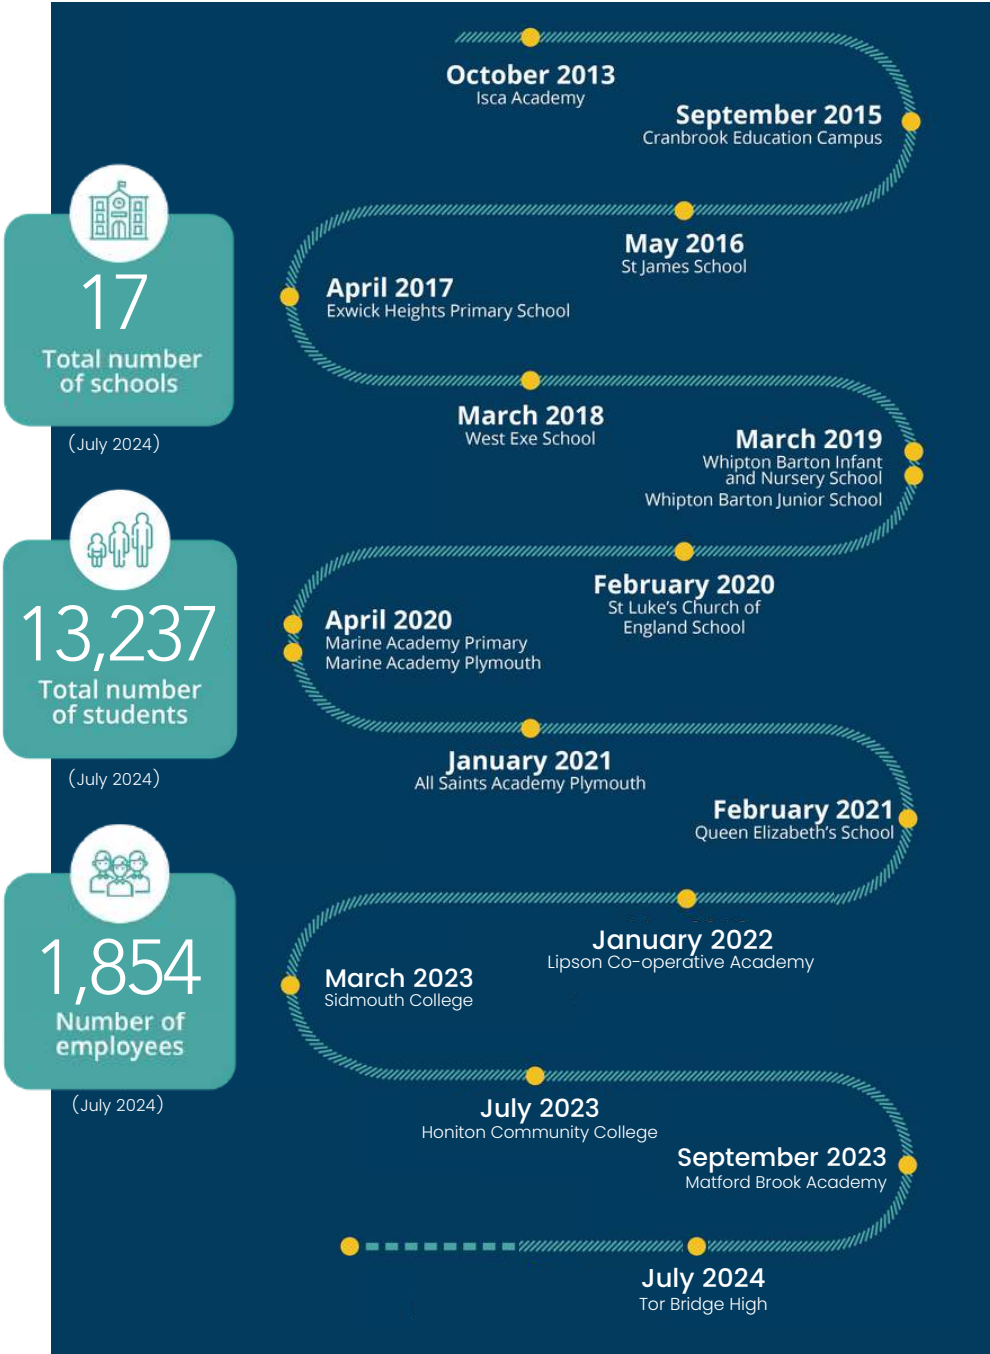 October 2013
Isca Academy
September 2015
Cranbrook Education Campus
May 2016
St James School
April 2017
Exwick Heights Primary School
March 2018
West Exe School
March 2019
Whipton Barton Infant
and Nursery School
Whipton Barton Junior School
February 2020
St Luke's Church of
England School
April 2020
Marine Academy Primary
Marine Academy Plymouth
January 2021
All Saints Academy Plymouth
February 2021
Queen Elizabeth's School
January 2022
Lipson Co-operative Academy
March 2023
Sidmouth College
July 2023
Honiton Community College
September 2023
Matford Brook Academy
July 2024
Tor Bridge High
17
Total number
of schools
(July 2024)
13,237
Total number
of students
(July 2024)
1,854
Number of
employees
(July 2024)